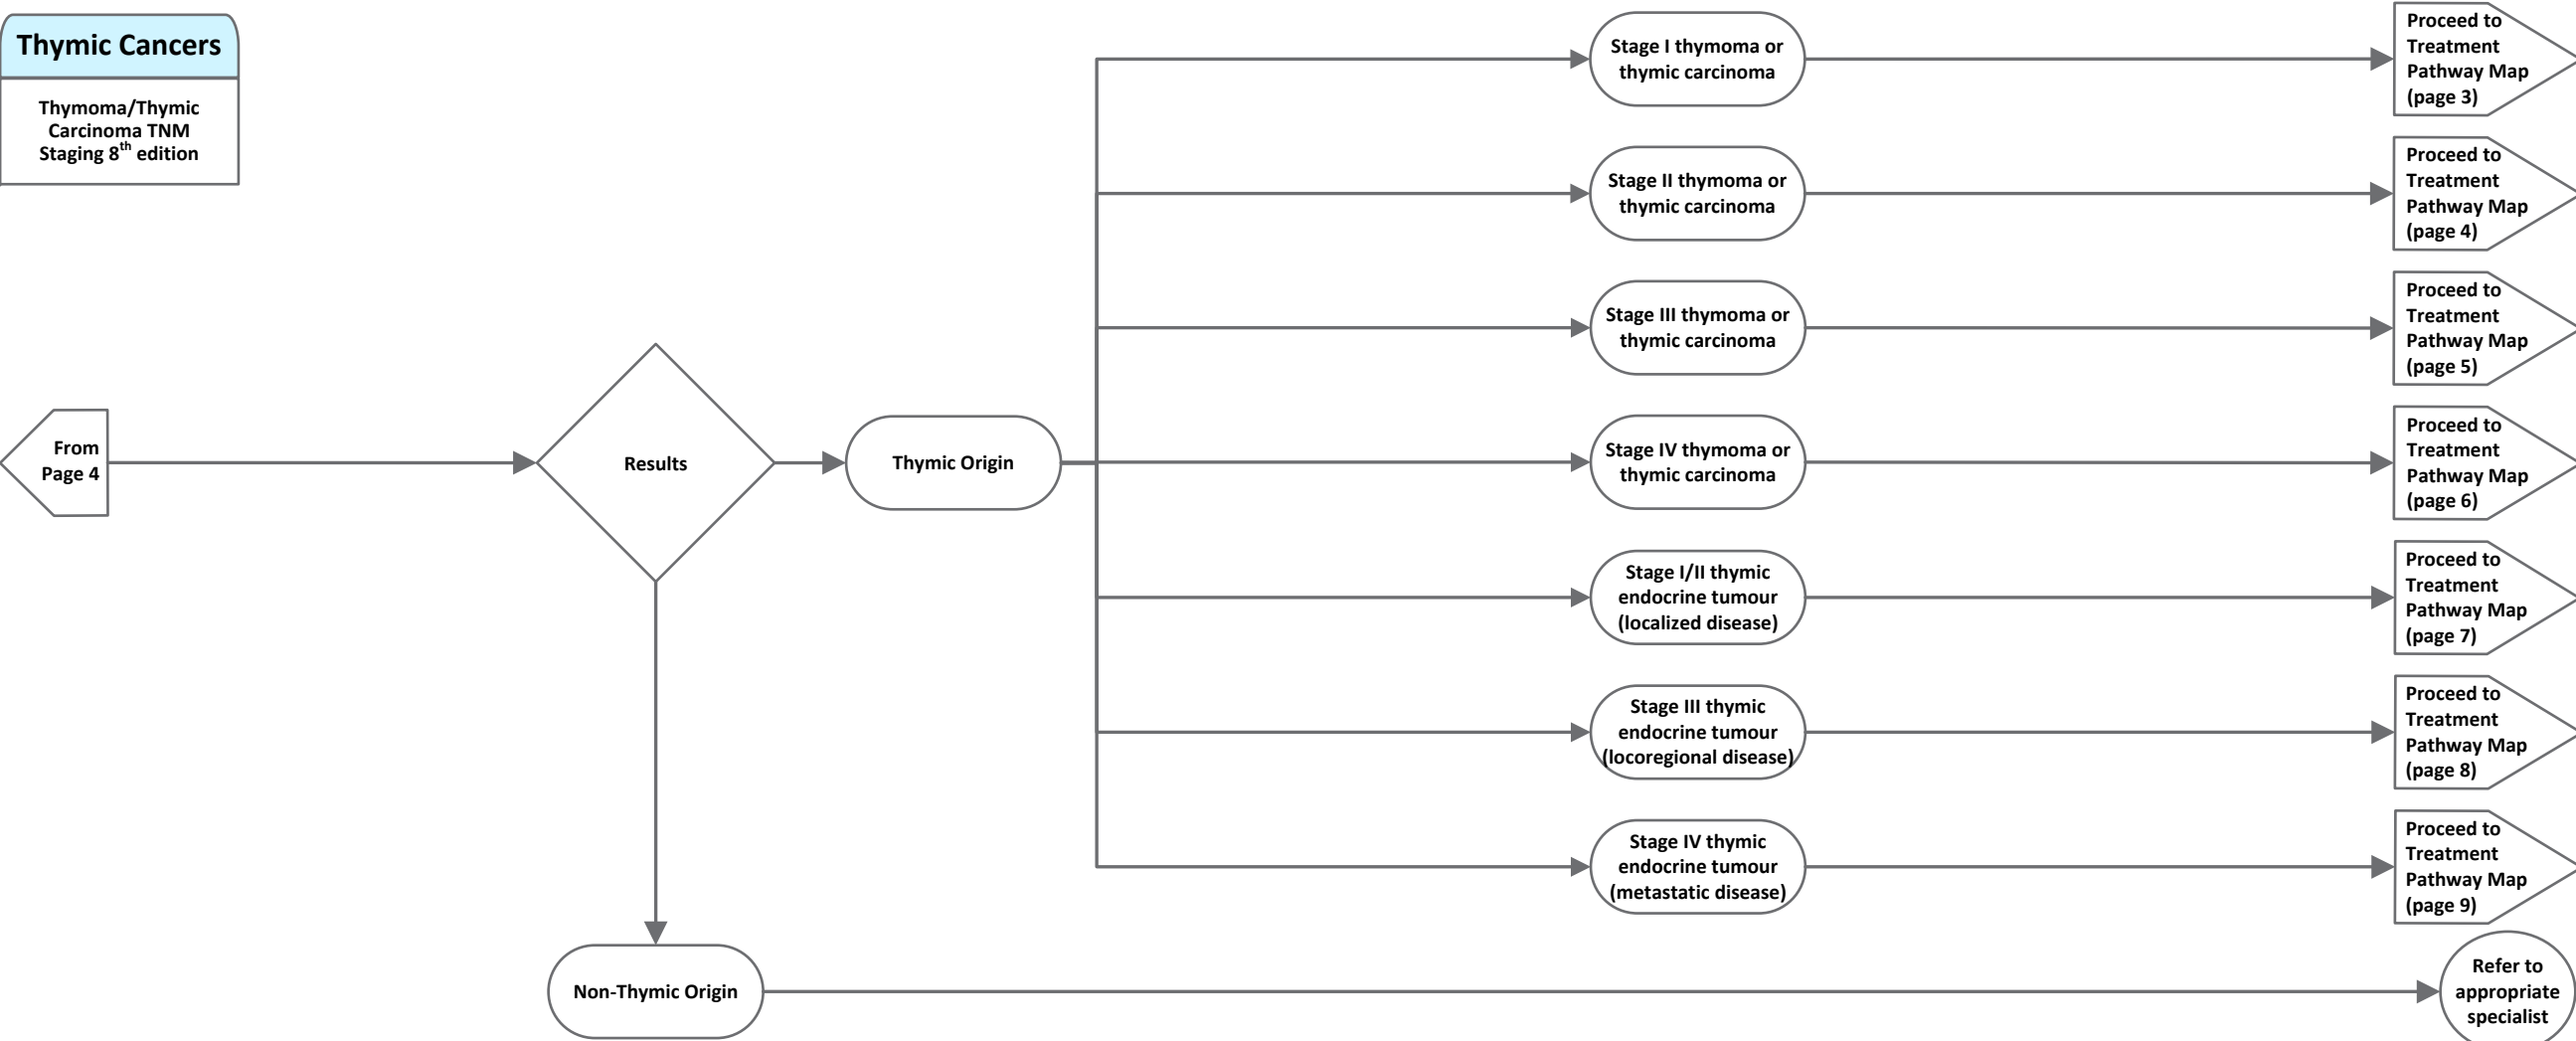 Thymic Cancers
Thymoma/Thymic
Carcinoma TNM
Staging 8th edition
From
Page 4
Results
Thymic Origin
Stage I thymoma or
thymic carcinoma
Proceed to
Treatment
Pathway Map
(page 3)
Stage II thymoma or
thymic carcinoma
Proceed to
Treatment
Pathway Map
(page 4)
Stage III thymoma or
thymic carcinoma
Proceed to
Treatment
Pathway Map
(page 5)
Stage IV thymoma or
thymic carcinoma
Proceed to
Treatment
Pathway Map
(page 6)
Stage I/II thymic
endocrine tumour
(localized disease)
Proceed to
Treatment
Pathway Map
(page 7)
Stage III thymic
endocrine tumour
(locoregional disease)
Proceed to
Treatment
Pathway Map
(page 8)
Stage IV thymic
endocrine tumour
(metastatic disease)
Proceed to
Treatment
Pathway Map
(page 9)
Non-Thymic Origin
Refer to
appropriate
specialist